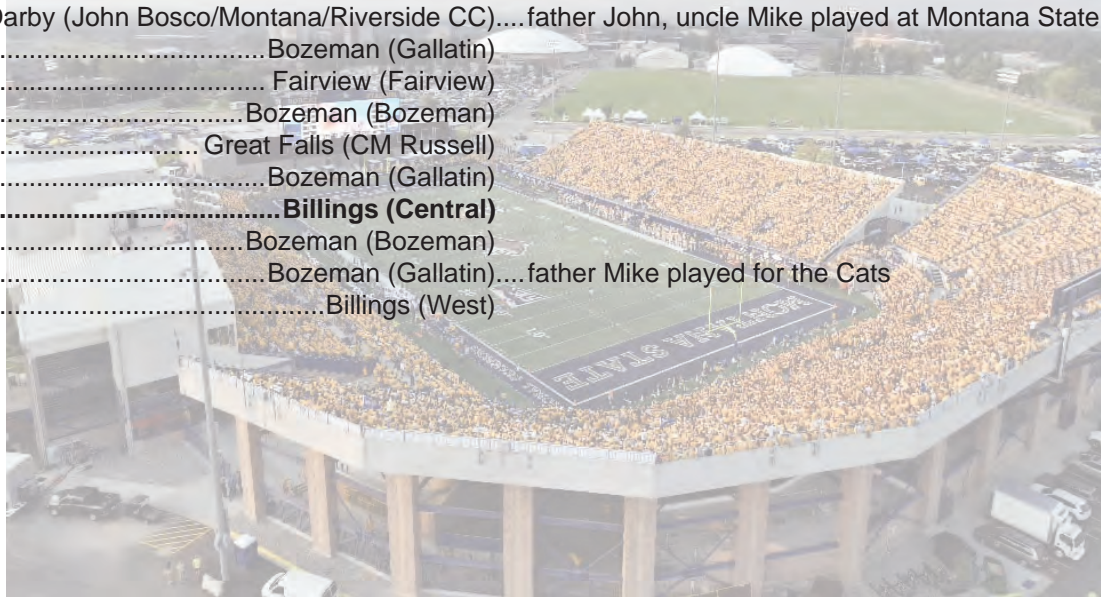 Darby (John Bosco/Montana/Riverside CC)....father John, uncle Mike played at Montana State
...................................Bozeman (Gallatin)
................................... Fairview (Fairview)
................................Bozeman (Bozeman)
.......................... Great Falls (CM Russell)
...................................Bozeman (Gallatin)
.....................................Billings (Central)
................................Bozeman (Bozeman)
...................................Bozeman (Gallatin)....father Mike played for the Cats
...........................................Billings (West)
MONTANA STATE